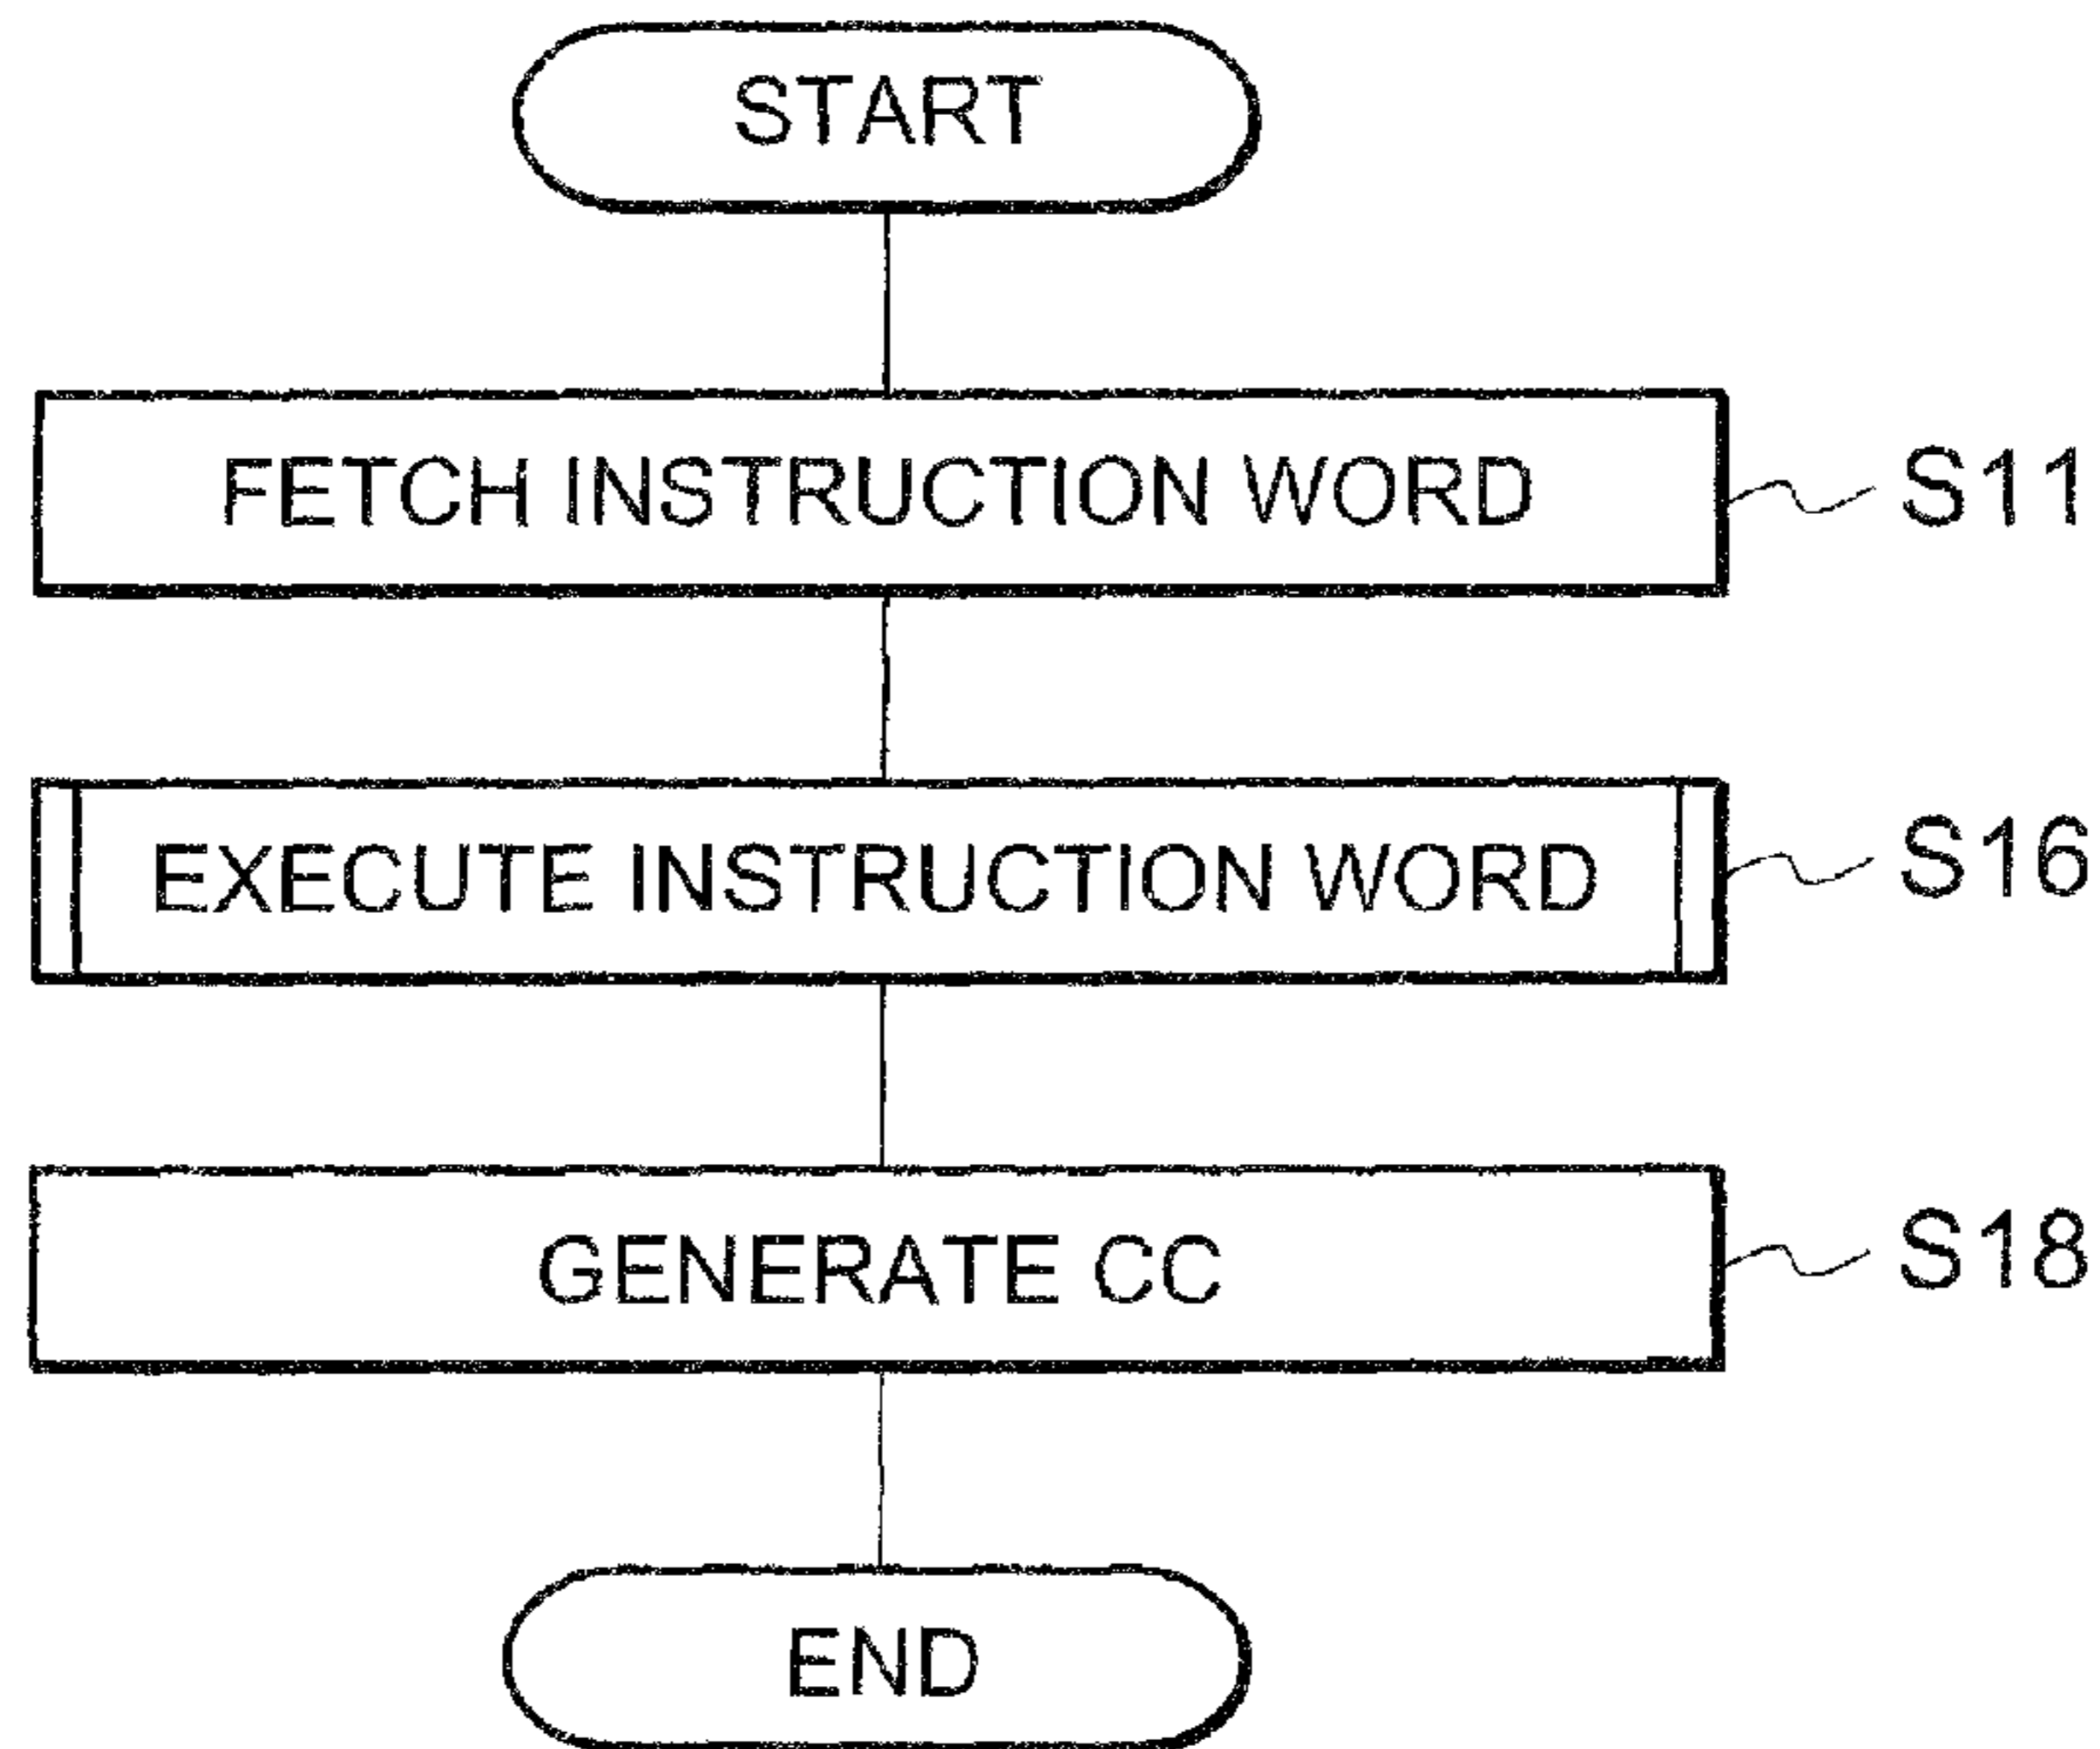 START
FETCH INSTRUCTION WORD
S11
EXECUTE INSTRUCTION WORD
S16
GENERATE CC
S18
END